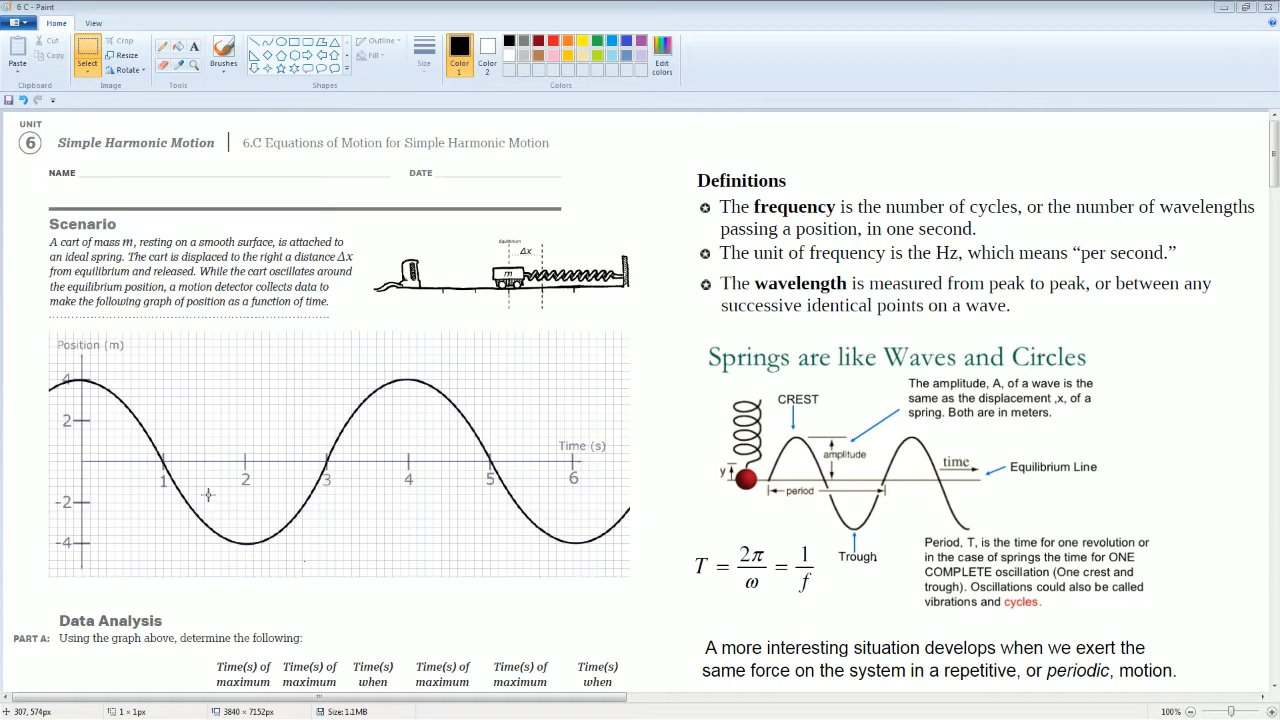 6 C - Paint
Home
View
Paste
Cut
Copy
Clipboard
Select
Crop
Resize
Rotate
Image
A
Tools
Brushes
Shapes
Outline
Fill
Size
Color
1
Color
2
Edit
colors
Colors
UNIT
6
Simple Harmonic Motion
6.C Equations of Motion for Simple Harmonic Motion
NAME
DATE
Scenario
A cart of mass m, resting on a smooth surface, is attached to
an ideal spring. The cart is displaced to the right a distance Δx
from equilibrium and released. While the cart oscillates around
the equilibrium position, a motion detector collects data to
make the following graph of position as a function of time.
Equilibrium
Δx
m
Position (m)
4
2
-2
-4
Time (s)
1
2
3
4
5
6
Data Analysis
PART A: Using the graph above, determine the following:
Time(s) of Time(s) of Time(s) Time(s) of Time(s) of Time(s)
maximum maximum when maximum maximum when
Definitions
The frequency is the number of cycles, or the number of wavelengths
passing a position, in one second.
The unit of frequency is the Hz, which means “per second.”
The wavelength is measured from peak to peak, or between any
successive identical points on a wave.
Springs are like Waves and Circles
The amplitude, A, of a wave is the
same as the displacement ,x, of a
spring. Both are in meters.
CREST
amplitude
time
Equilibrium Line
y
period
Trough
T = 2π/ω = 1/f
Period, T, is the time for one revolution or
in the case of springs the time for ONE
COMPLETE oscillation (One crest and
trough). Oscillations could also be called
vibrations and cycles.
A more interesting situation develops when we exert the
same force on the system in a repetitive, or periodic, motion.
307, 574px
1 × 1px
3840 × 7152px
Size: 1.1MB
100%